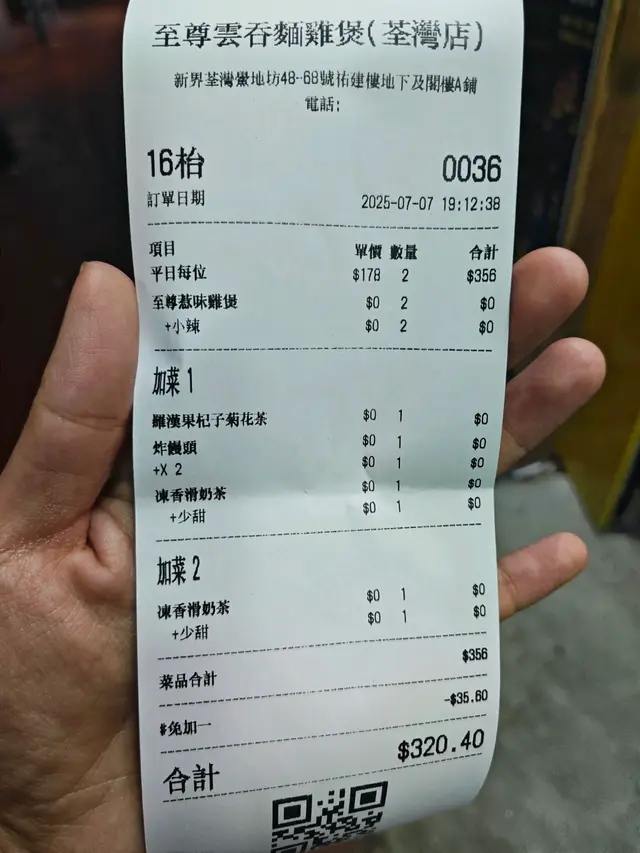 至尊雲吞麵雞煲(荃灣店)
新界荃灣黛地坊48-68號祐建樓地下及閣樓A鋪
電話:
16枱 0036
訂單日期 2025-07-07 19:12:38
項目 單價 數量 合計
平日每位 $178 2 $356
至尊惹味雞煲 $0 2 $0
+小辣 $0 2 $0
加菜 1
羅漢果杞子菊花茶 $0 1 $0
炸饅頭 $0 1 $0
+X 2 $0 1 $0
凍香滑奶茶 $0 1 $0
+少甜 $0 1 $0
加菜 2
凍香滑奶茶 $0 1 $0
+少甜 $0 1 $0
菜品合計 $356
#免加一 -$35.60
合計 $320.40